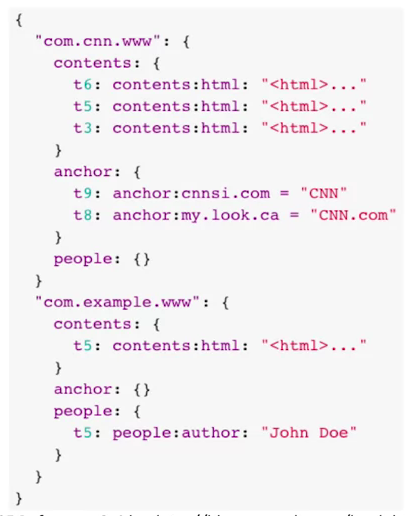 {
"com.cnn.www": {
contents: {
t6: contents:html: "<html>..."
t5: contents:html: "<html>..."
t3: contents:html: "<html>..."
}
anchor: {
t9: anchor:cnnsi.com = "CNN"
t8: anchor:my.look.ca = "CNN.com"
}
people: {}
}
"com.example.www": {
contents: {
t5: contents:html: "<html>..."
}
anchor: {}
people: {
t5: people:author: "John Doe"
}
}
}